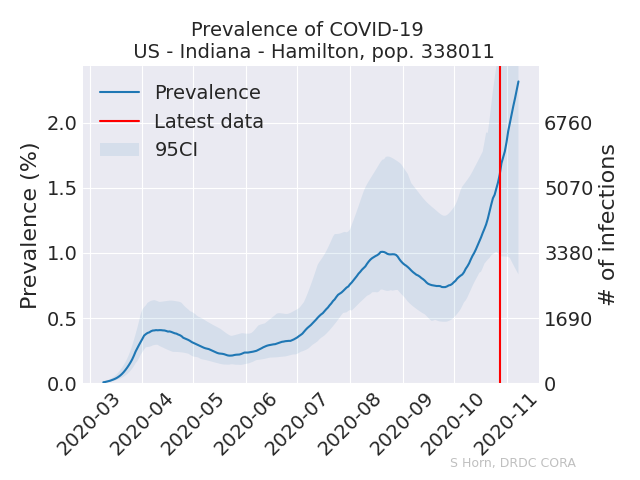 Prevalence of COVID-19
US - Indiana - Hamilton, pop. 338011
Prevalence
Latest data
95CI
Prevalence (%)
2.0
1.5
1.0
0.5
0.0
6760
5070
3380
1690
0
# of infections
2020-03
2020-04
2020-05
2020-06
2020-07
2020-08
2020-09
2020-10
2020-11
S Horn, DRDC CORA